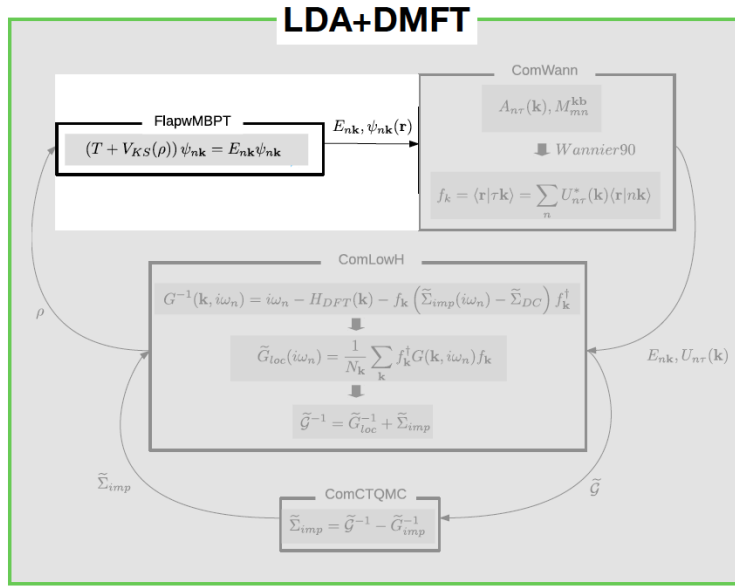 LDA+DMFT
ComWann
A_{nτ}(𝐤), M_{mn}^{𝐤𝐛}
Wannier90
f_k = ⟨𝐫|τ𝐤⟩ = ∑_n U*_{nτ}(𝐤)⟨𝐫|n𝐤⟩
FlapwMBPT
(T + V_{KS}(ρ)) ψ_{n𝐤} = E_{n𝐤}ψ_{n𝐤}
E_{n𝐤}, ψ_{n𝐤}(𝐫)
ComLowH
G^{-1}(𝐤, iω_n) = iω_n − H_{DFT}(𝐤) − f_𝐤 (Σ̃_{imp}(iω_n) − Σ̃_{DC}) f_𝐤^†
G̃_{loc}(iω_n) = \frac{1}{N_𝐤} ∑_𝐤 f_𝐤^† G(𝐤, iω_n) f_𝐤
𝒢̃^{-1} = G̃_{loc}^{-1} + Σ̃_{imp}
ρ
E_{n𝐤}, U_{nτ}(𝐤)
Σ̃_{imp}
𝒢̃
ComCTQMC
Σ̃_{imp} = 𝒢̃^{-1} − G̃_{imp}^{-1}